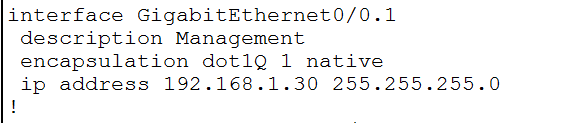 interface GigabitEthernet0/0.1
description Management
encapsulation dot1Q 1 native
ip address 192.168.1.30 255.255.255.0
!